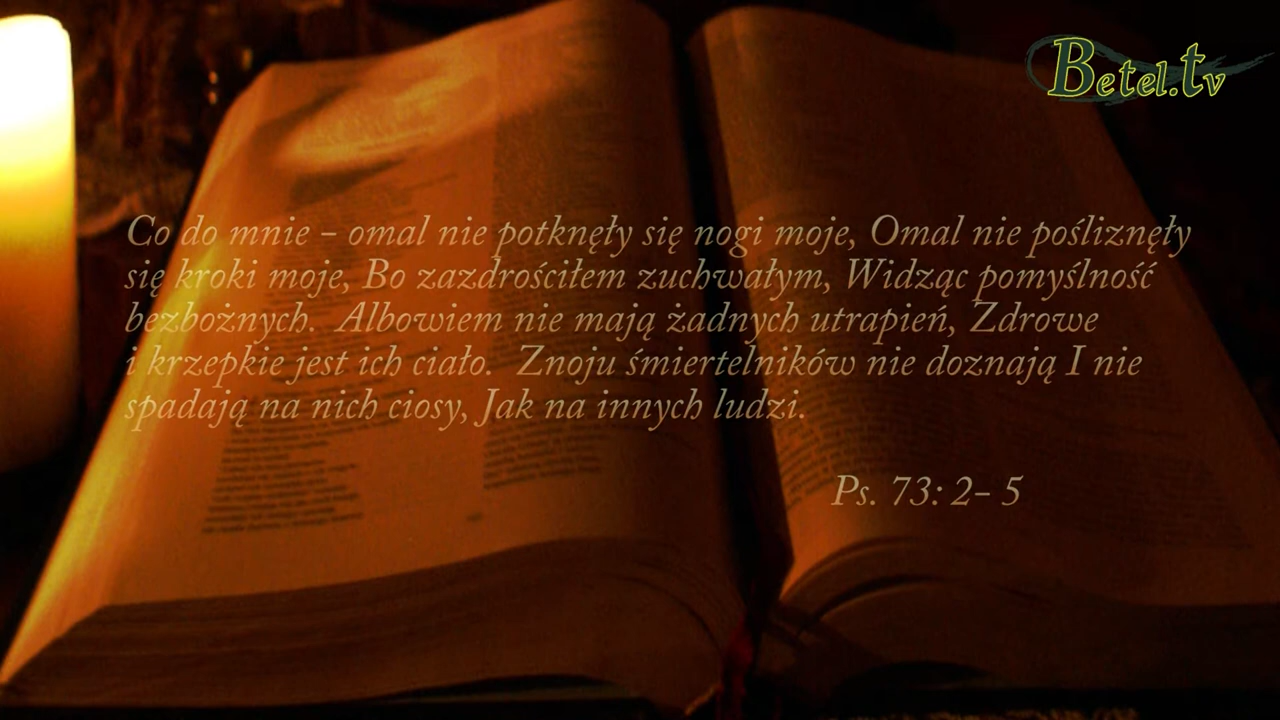 Betel.tv
Co do mnie – omal nie potknęły się nogi moje, Omal nie pośliznęły
się kroki moje, Bo zazdrościłem zuchwałym, Widząc pomyślność
bezbożnych. Albowiem nie mają żadnych utrapień, Zdrowe
i krzepkie jest ich ciało. Znoju śmiertelników nie doznają I nie
spadają na nich ciosy, Jak na innych ludzi.
Ps. 73: 2- 5